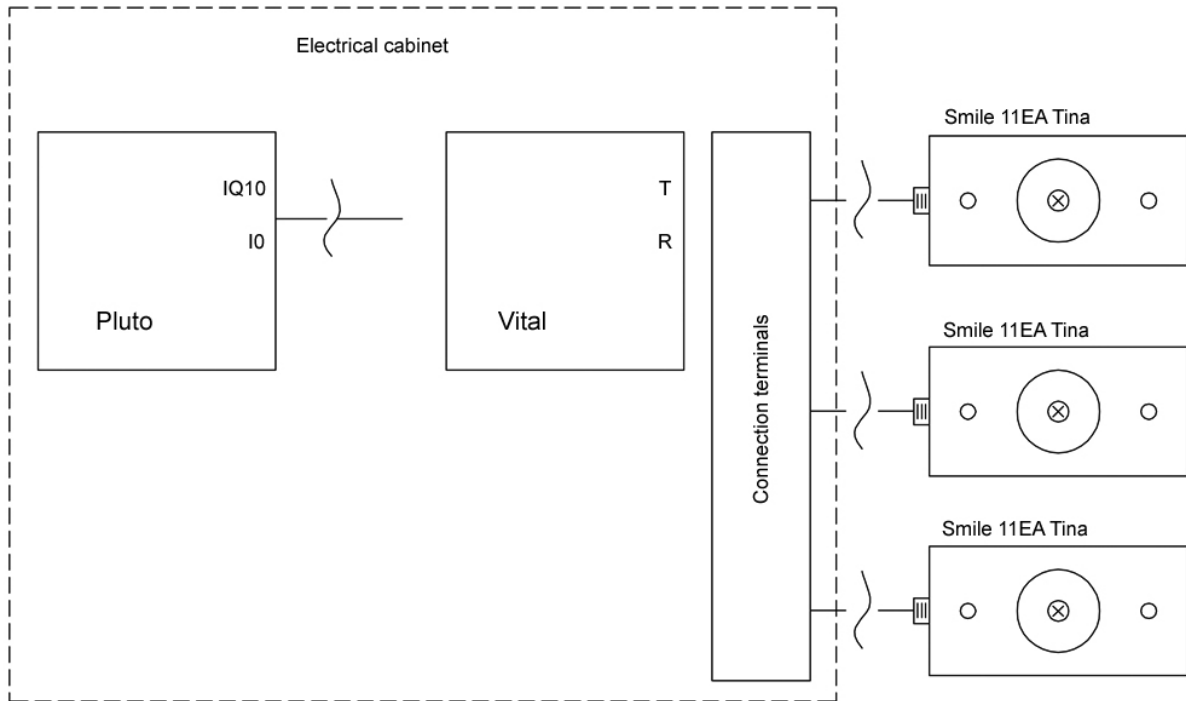 Electrical cabinet
IQ10
I0
Pluto
T
R
Vital
Connection terminals
Smile 11EA Tina
Smile 11EA Tina
Smile 11EA Tina